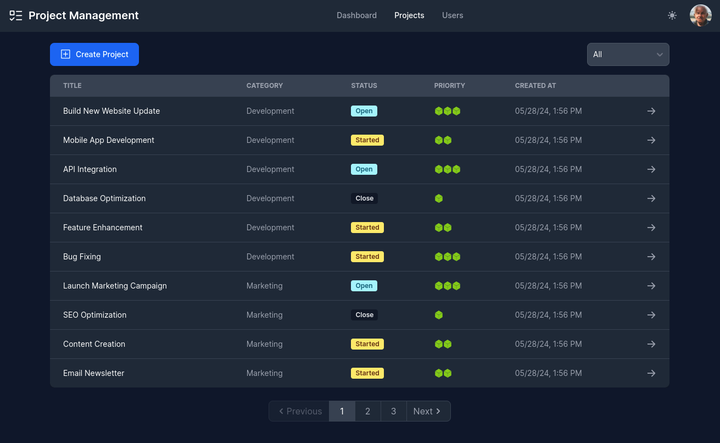 Project Management Dashboard Projects Users
Create Project All
TITLE CATEGORY STATUS PRIORITY CREATED AT
Build New Website Update Development Open 05/28/24, 1:56 PM
Mobile App Development Development Started 05/28/24, 1:56 PM
API Integration Development Open 05/28/24, 1:56 PM
Database Optimization Development Close 05/28/24, 1:56 PM
Feature Enhancement Development Started 05/28/24, 1:56 PM
Bug Fixing Development Started 05/28/24, 1:56 PM
Launch Marketing Campaign Marketing Open 05/28/24, 1:56 PM
SEO Optimization Marketing Close 05/28/24, 1:56 PM
Content Creation Marketing Started 05/28/24, 1:56 PM
Email Newsletter Marketing Started 05/28/24, 1:56 PM
Previous 1 2 3 Next